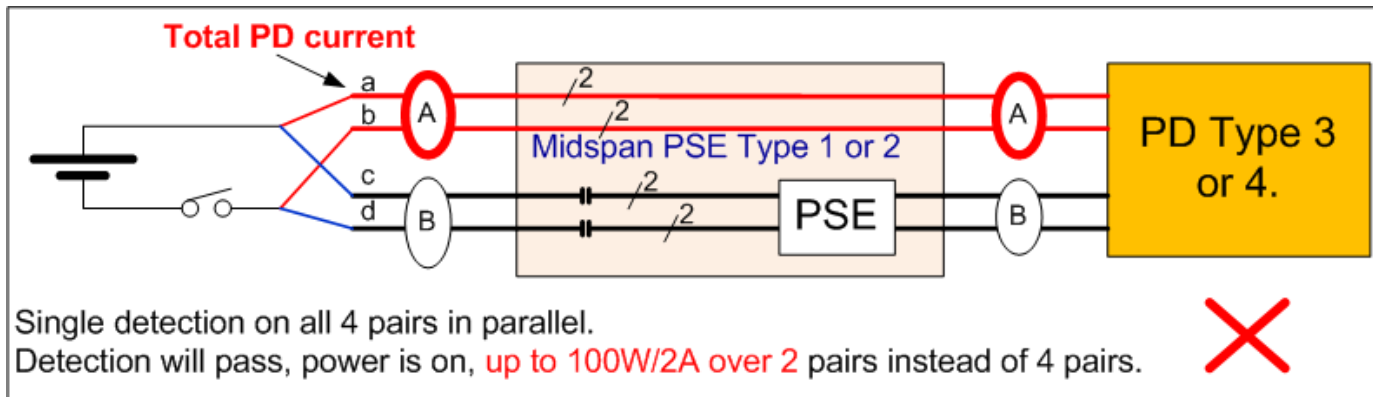 Total PD current
a
2
A
A
b
2
PD Type 3
or 4.
Midspan PSE Type 1 or 2
c
2
d
2
B
PSE
B
Single detection on all 4 pairs in parallel.
Detection will pass, power is on, up to 100W/2A over 2 pairs instead of 4 pairs.